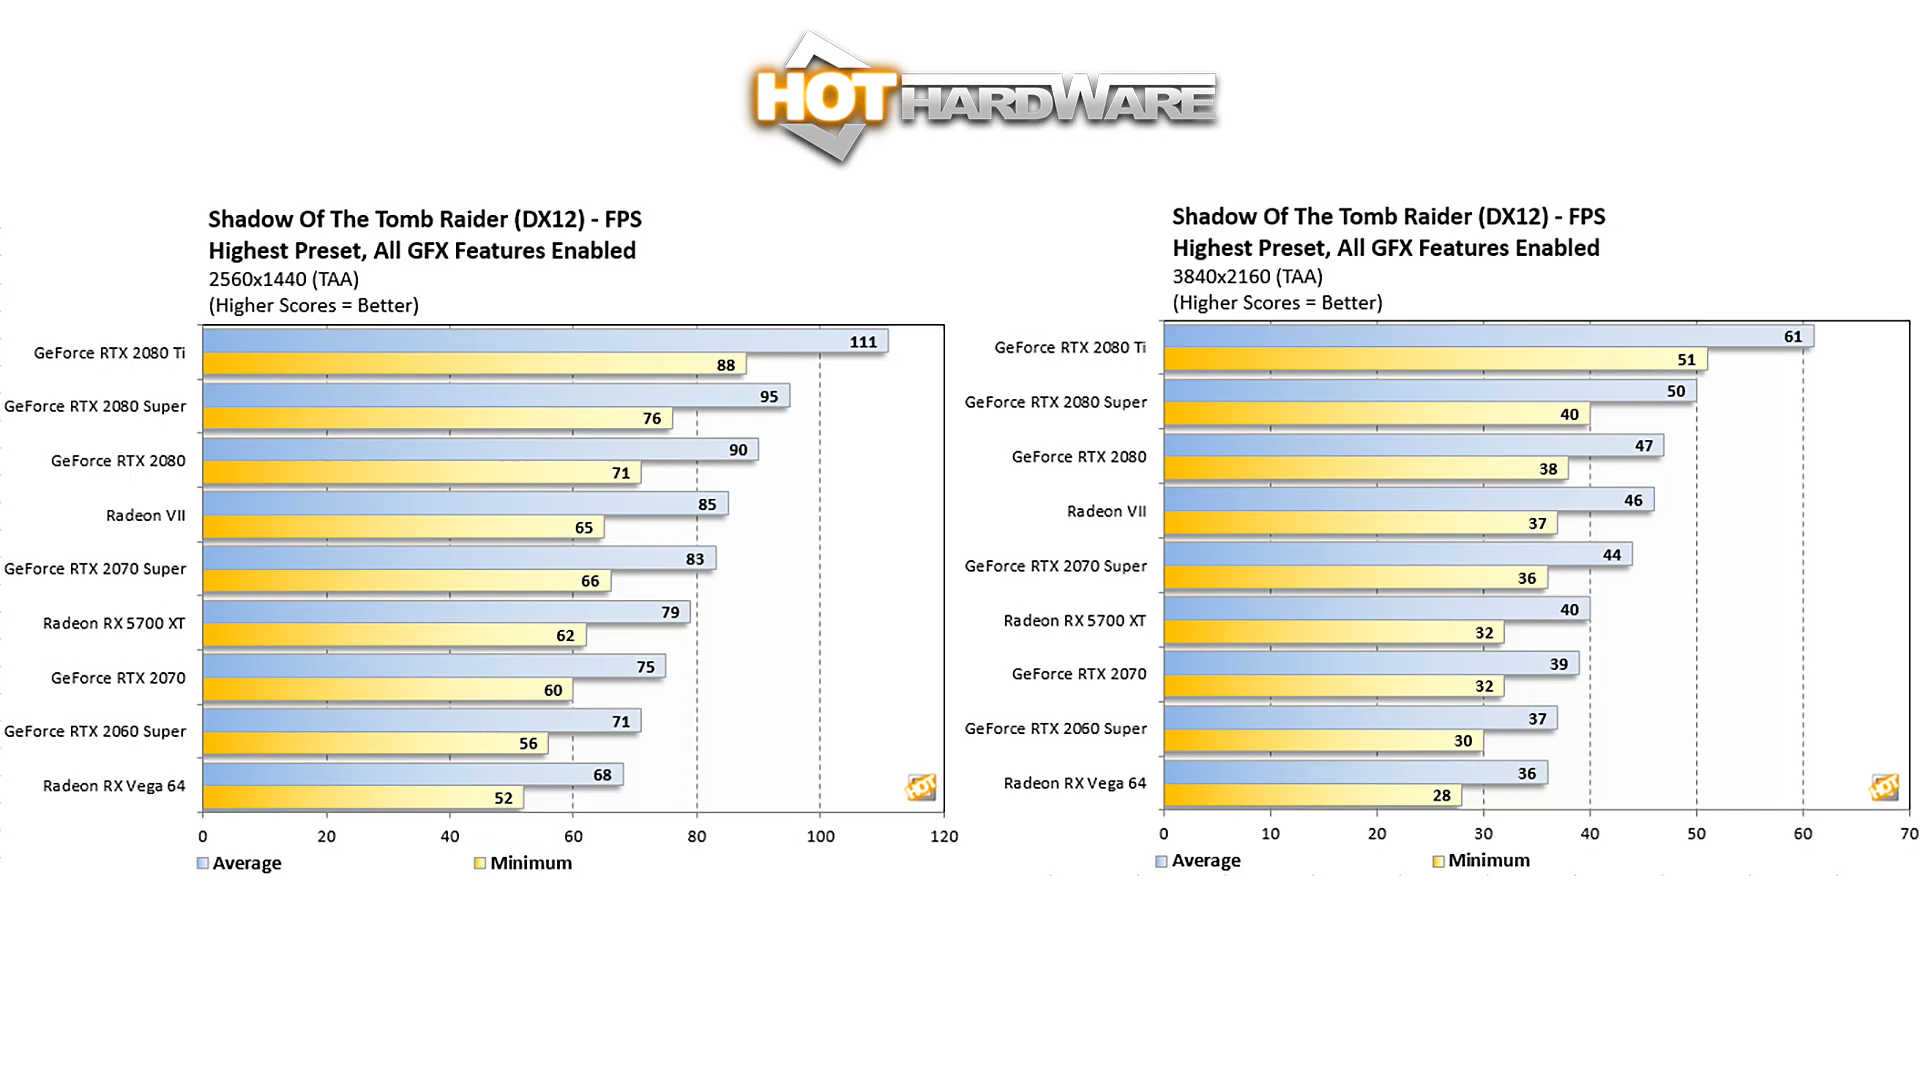 HOTHARDWARE
Shadow Of The Tomb Raider (DX12) - FPS
Highest Preset, All GFX Features Enabled
2560x1440 (TAA)
(Higher Scores = Better)
GeForce RTX 2080 Ti
111
88
GeForce RTX 2080 Super
95
76
GeForce RTX 2080
90
71
Radeon VII
85
65
GeForce RTX 2070 Super
83
66
Radeon RX 5700 XT
79
62
GeForce RTX 2070
75
60
GeForce RTX 2060 Super
71
56
Radeon RX Vega 64
68
52
HOT
0 20 40 60 80 100 120
Average Minimum
Shadow Of The Tomb Raider (DX12) - FPS
Highest Preset, All GFX Features Enabled
3840x2160 (TAA)
(Higher Scores = Better)
GeForce RTX 2080 Ti
61
51
GeForce RTX 2080 Super
50
40
GeForce RTX 2080
47
38
Radeon VII
46
37
GeForce RTX 2070 Super
44
36
Radeon RX 5700 XT
40
32
GeForce RTX 2070
39
32
GeForce RTX 2060 Super
37
30
Radeon RX Vega 64
36
28
HOT
0 10 20 30 40 50 60 70
Average Minimum